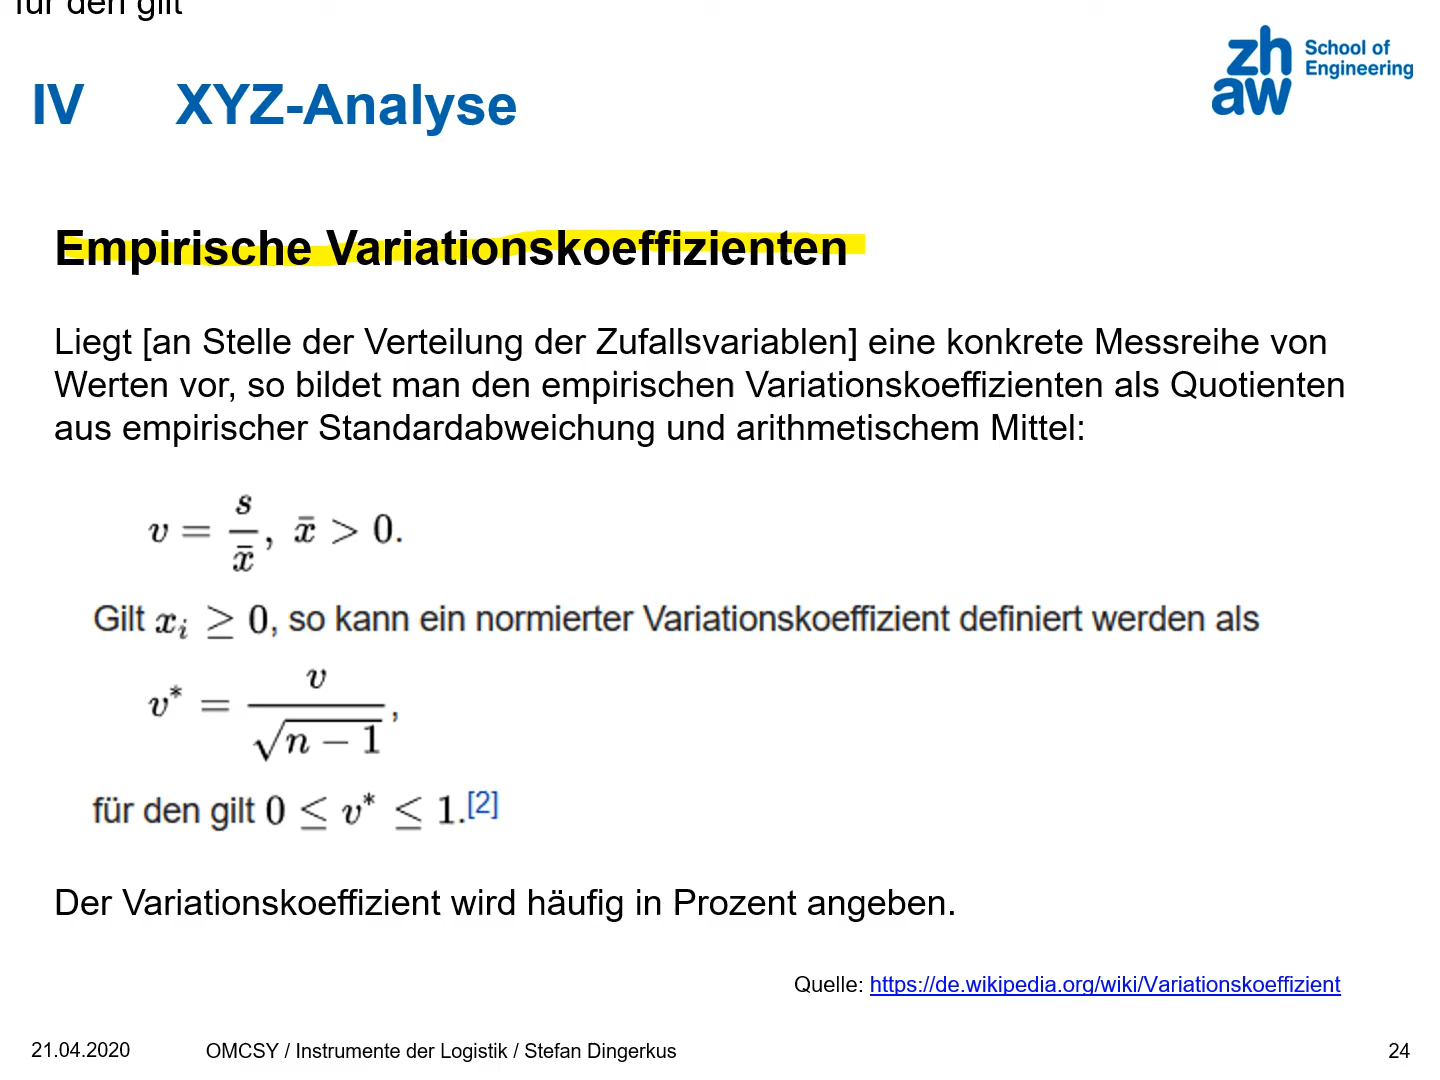 für den gilt
zh
aw
School of
Engineering
IV XYZ-Analyse
Empirische Variationskoeffizienten
Liegt [an Stelle der Verteilung der Zufallsvariablen] eine konkrete Messreihe von
Werten vor, so bildet man den empirischen Variationskoeffizienten als Quotienten
aus empirischer Standardabweichung und arithmetischem Mittel:
v = s/x̄, x̄ > 0.
Gilt xᵢ ≥ 0, so kann ein normierter Variationskoeffizient definiert werden als
v* = v/√(n − 1),
für den gilt 0 ≤ v* ≤ 1.[2]
Der Variationskoeffizient wird häufig in Prozent angeben.
Quelle: https://de.wikipedia.org/wiki/Variationskoeffizient
21.04.2020 OMCSY / Instrumente der Logistik / Stefan Dingerkus 24